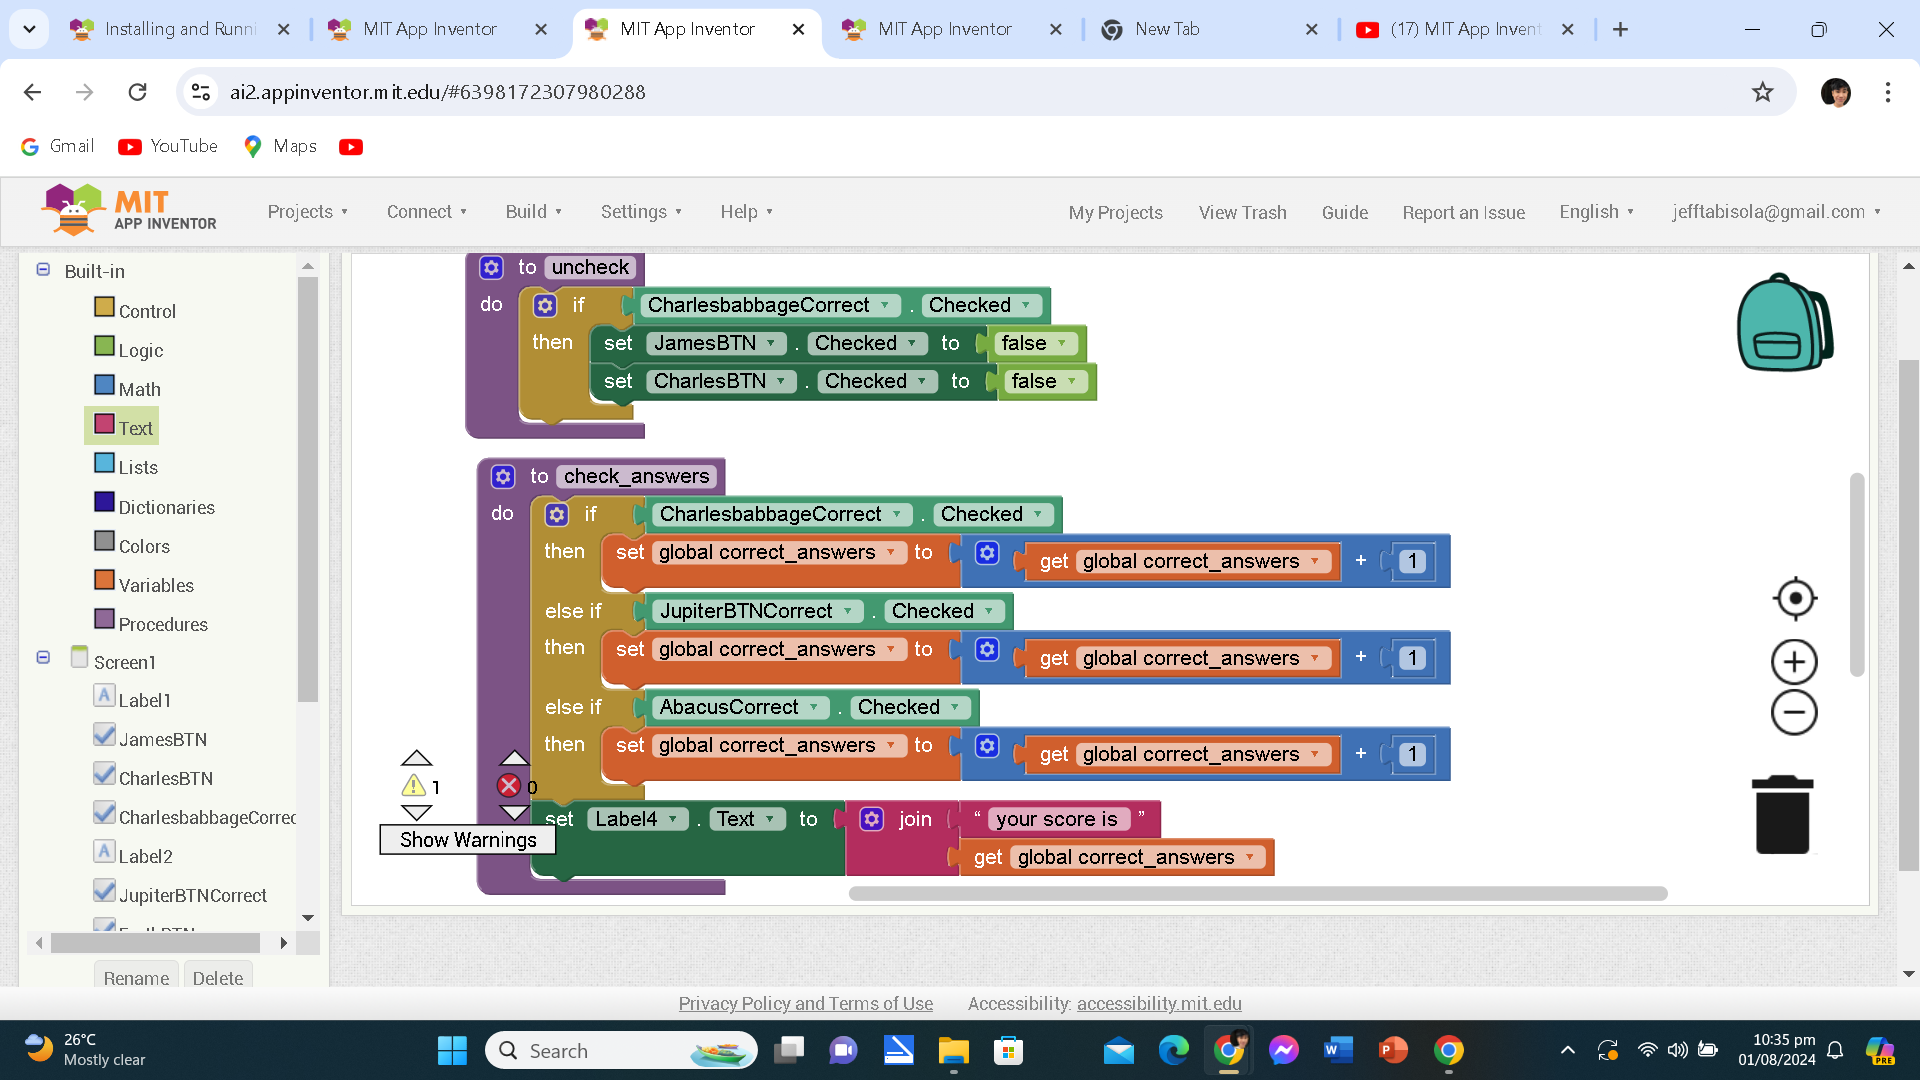 Installing and Runni
MIT App Inventor
MIT App Inventor
MIT App Inventor
New Tab
(17) MIT App Invent
ai2.appinventor.mit.edu/#6398172307980288
Gmail
YouTube
Maps
MIT
APP INVENTOR
Projects
Connect
Build
Settings
Help
My Projects
View Trash
Guide
Report an Issue
English
jefftabisola@gmail.com
Built-in
Control
Logic
Math
Text
Lists
Dictionaries
Colors
Variables
Procedures
Screen1
Label1
JamesBTN
CharlesBTN
CharlesbabbageCorrec
Label2
JupiterBTNCorrect
Rename
Delete
to uncheck
do if CharlesbabbageCorrect . Checked
then set JamesBTN . Checked to false
set CharlesBTN . Checked to false
to check_answers
do if CharlesbabbageCorrect . Checked
then set global correct_answers to get global correct_answers + 1
else if JupiterBTNCorrect . Checked
then set global correct_answers to get global correct_answers + 1
else if AbacusCorrect . Checked
then set global correct_answers to get global correct_answers + 1
set Label4 . Text to join “ your score is ”
get global correct_answers
1
0
Show Warnings
Privacy Policy and Terms of Use
Accessibility: accessibility.mit.edu
26°C
Mostly clear
Search
10:35 pm
01/08/2024
PRE